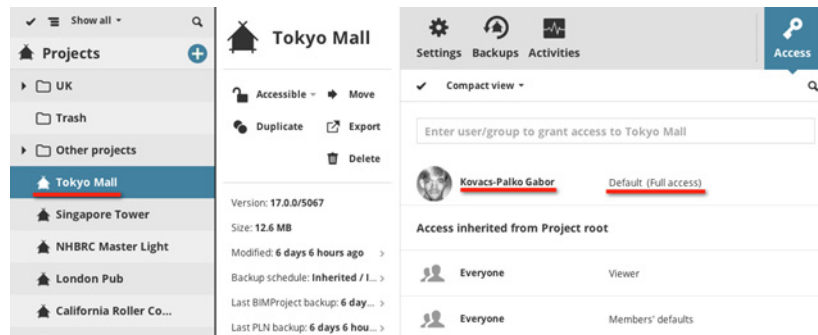 Show all
Projects
UK
Trash
Other projects
Tokyo Mall
Singapore Tower
NHBRC Master Light
London Pub
California Roller Co...
Tokyo Mall
Accessible
Move
Duplicate
Export
Delete
Version: 17.0.0/5067
Size: 12.6 MB
Modified: 6 days 6 hours ago
Backup schedule: Inherited / I...
Last BIMProject backup: 6 day...
Last PLN backup: 6 days 6 hou...
Settings
Backups
Activities
Access
Compact view
Enter user/group to grant access to Tokyo Mall
Kovacs-Palko Gabor
Default (Full access)
Access inherited from Project root
Everyone
Viewer
Everyone
Members' defaults